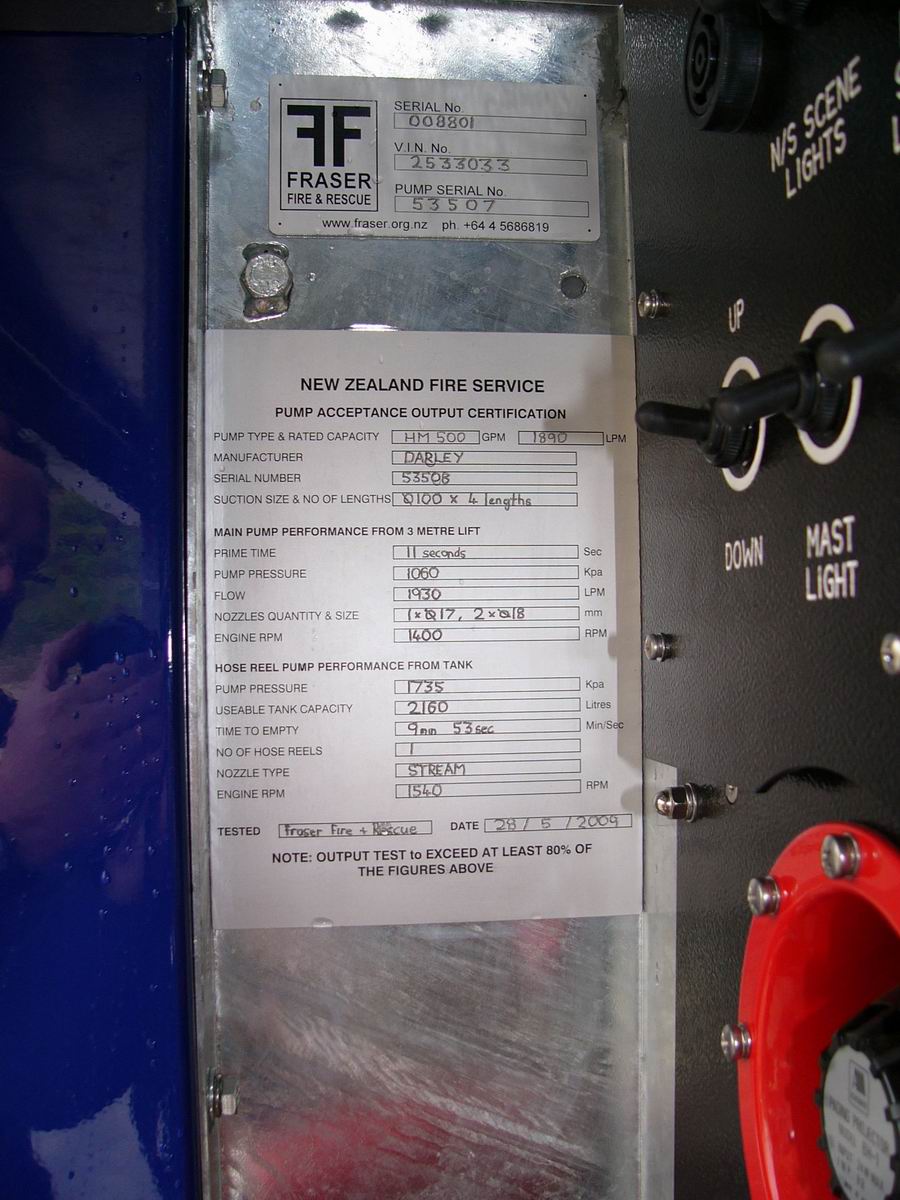 FF
FRASER
FIRE & RESCUE
SERIAL No. 008801
V.I.N. No. 2533033
PUMP SERIAL No. 53507
www.fraser.org.nz ph. +64 4 5686819
N/S SCENE
LIGHTS
UP
DOWN
MAST
LIGHT
NEW ZEALAND FIRE SERVICE
PUMP ACCEPTANCE OUTPUT CERTIFICATION
PUMP TYPE & RATED CAPACITY HM 500 GPM 1890 LPM
MANUFACTURER DARLEY
SERIAL NUMBER 53508
SUCTION SIZE & NO OF LENGTHS Ø100 x 4 lengths
MAIN PUMP PERFORMANCE FROM 3 METRE LIFT
PRIME TIME 11 seconds Sec
PUMP PRESSURE 1060 Kpa
FLOW 1930 LPM
NOZZLES QUANTITY & SIZE 1xØ17, 2xØ18 mm
ENGINE RPM 1400 RPM
HOSE REEL PUMP PERFORMANCE FROM TANK
PUMP PRESSURE 1735 Kpa
USEABLE TANK CAPACITY 2160 Litres
TIME TO EMPTY 9min 53sec Min/Sec
NO OF HOSE REELS 1
NOZZLE TYPE STREAM
ENGINE RPM 1540 RPM
TESTED Fraser Fire + Rescue DATE 28/5/2009
NOTE: OUTPUT TEST to EXCEED AT LEAST 80% OF
THE FIGURES ABOVE